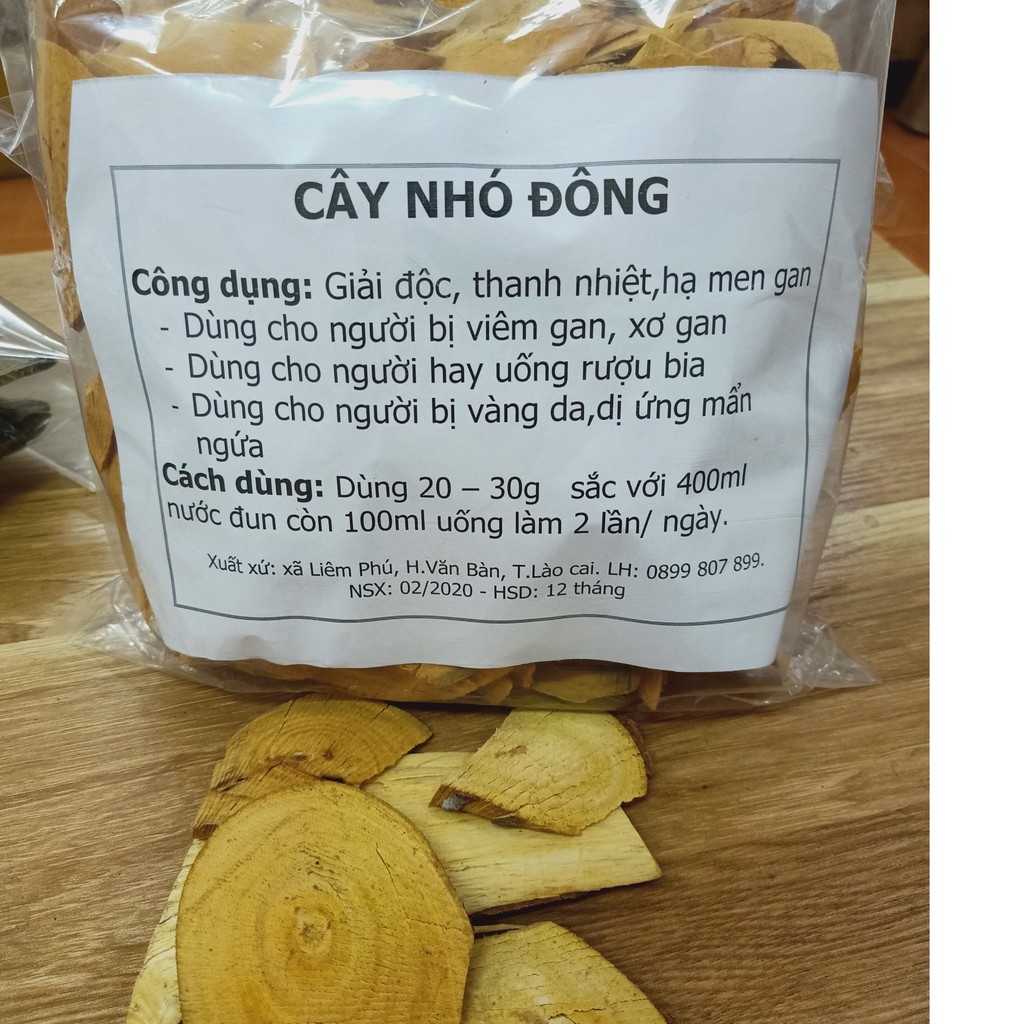 CÂY NHÓ ĐÔNG
Công dụng: Giải độc, thanh nhiệt,hạ men gan
- Dùng cho người bị viêm gan, xơ gan
- Dùng cho người hay uống rượu bia
- Dùng cho người bị vàng da,dị ứng mẩn
ngứa
Cách dùng: Dùng 20 – 30g sắc với 400ml
nước đun còn 100ml uống làm 2 lần/ ngày.
Xuất xứ: xã Liêm Phú, H.Văn Bàn, T.Lào cai. LH: 0899 807 899.
NSX: 02/2020 - HSD: 12 tháng